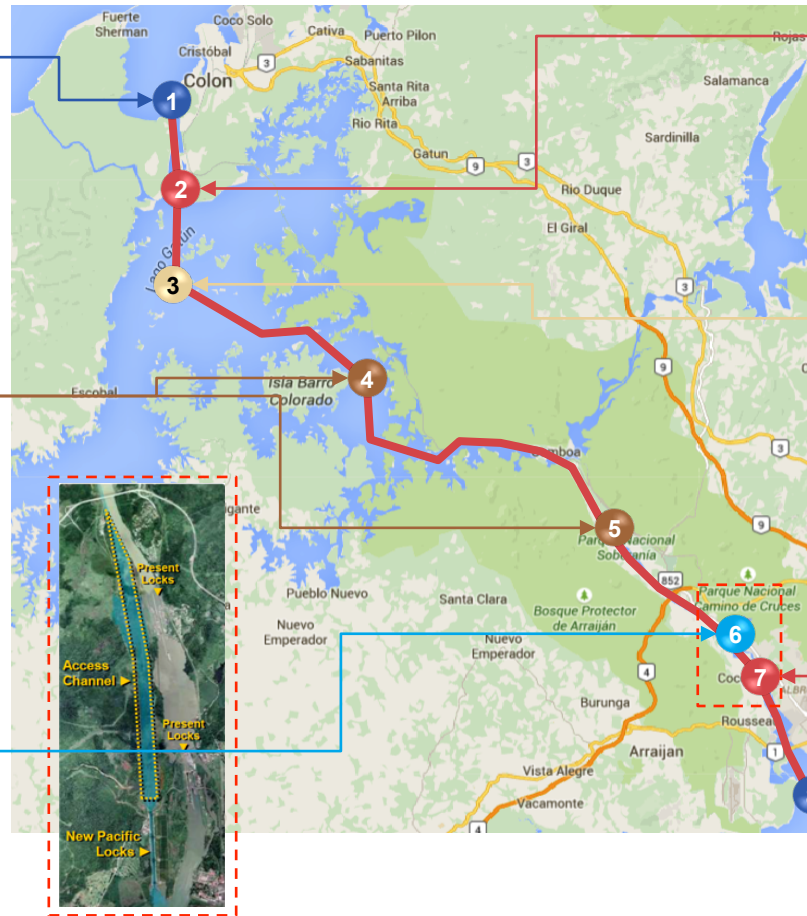 Fuerte
Sherman
Coco Solo
Cativa
Puerto Pilon
Rojas
Cristóbal
3
Sabanitas
Colon
Salamanca
Santa Rita
Arriba
1
Rio Rita
Sardinilla
Gatun
9
3
2
Rio Duque
El Giral
Lago Gatun
3
3
9
Isla Barro
Colorado
4
Escobal
3
Gamboa
9
5
Parque Nacional
Soberanía
852
Parque Nacional
Camino de Cruces
Pueblo Nuevo
Santa Clara
Bosque Protector
de Arraiján
Nuevo
Emperador
Nuevo
Emperador
6
4
7
Burunga
Rousseau
Arraijan
1
Vista Alegre
Vacamonte
4
Present
Locks
Access
Channel
Present
Locks
New Pacific
Locks